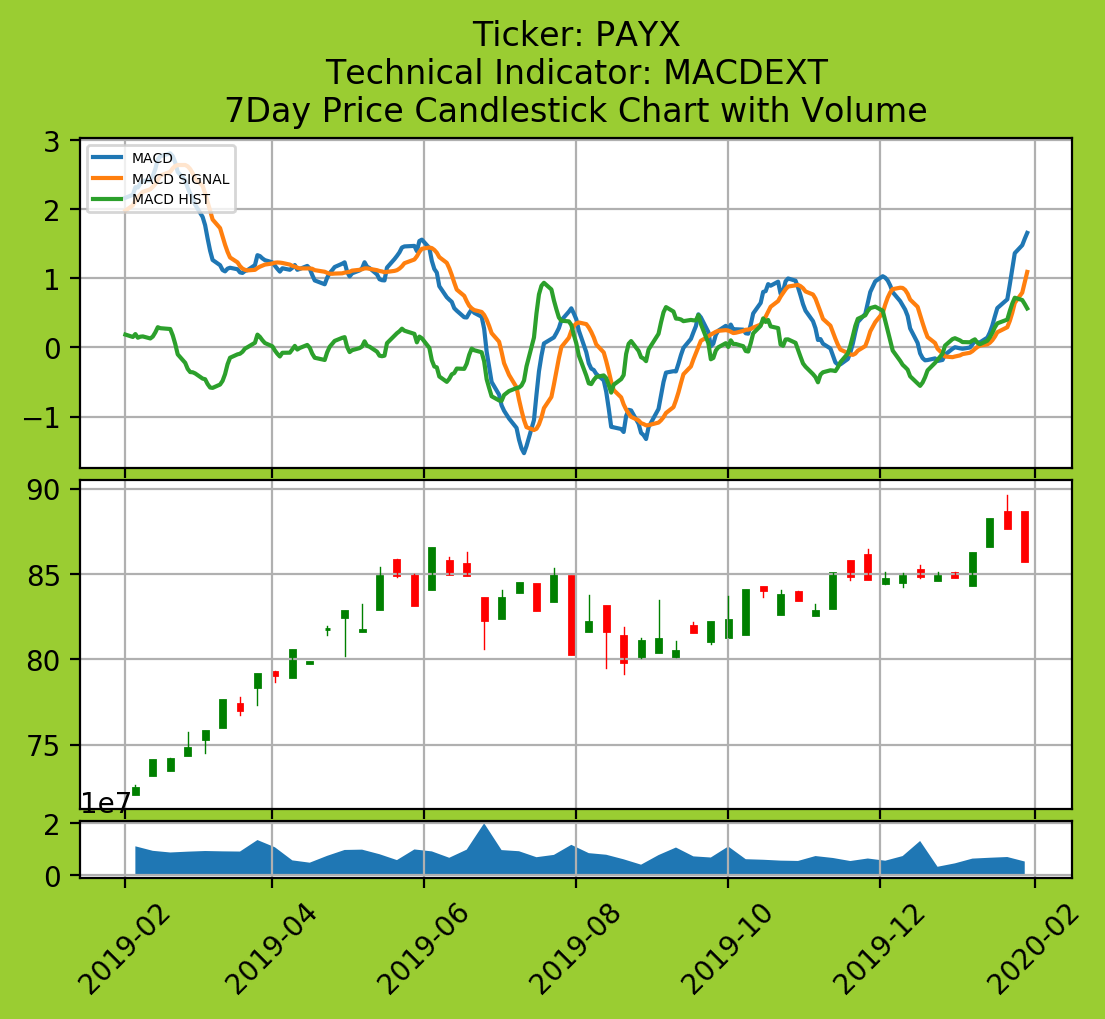 Ticker: PAYX
Technical Indicator: MACDEXT
7Day Price Candlestick Chart with Volume
3
2
1
0
−1
MACD
MACD SIGNAL
MACD HIST
90
85
80
75
1e7
2
0
2019-02
2019-04
2019-06
2019-08
2019-10
2019-12
2020-02